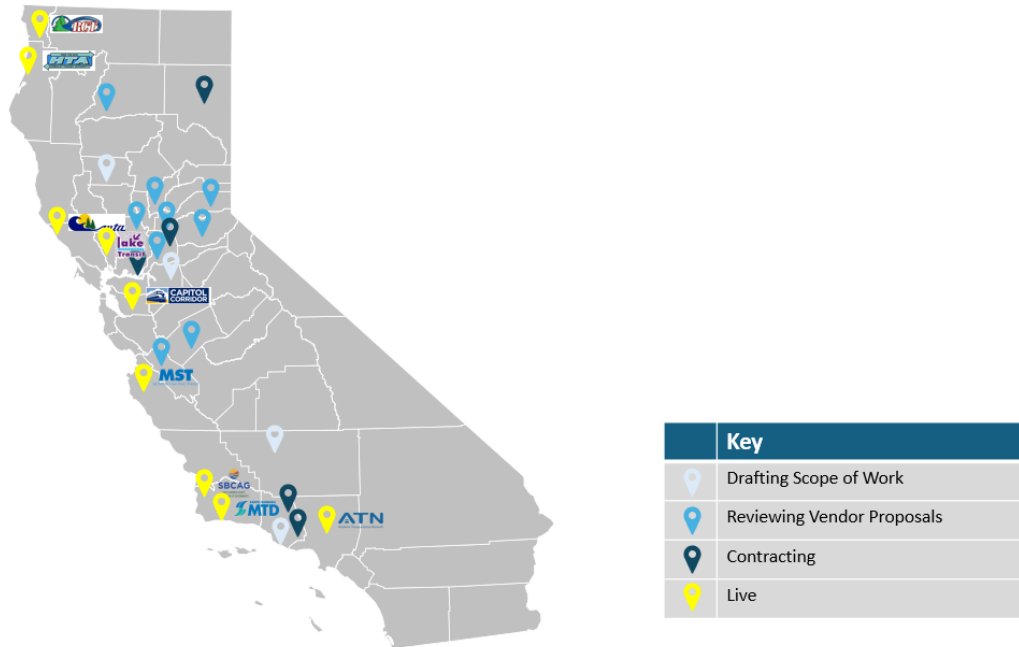 RCT
HTA
mta
lake
Transit
CAPITOL
CORRIDOR
MST
SBCAG
MTD
ATN
Key
Drafting Scope of Work
Reviewing Vendor Proposals
Contracting
Live